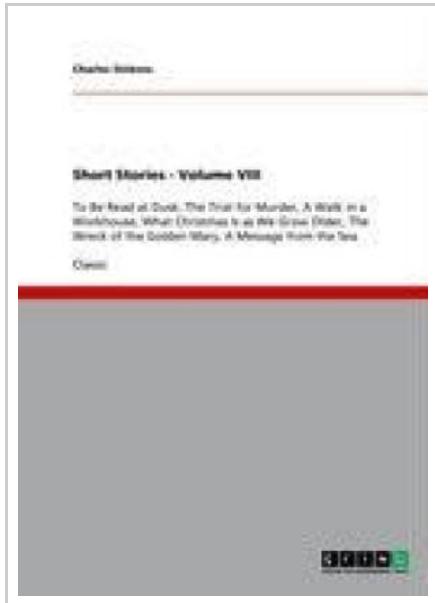 Charles Dickens
Short Stories - Volume VIII
To Be Read at Dusk, The Trial for Murder, A Walk in a
Workhouse, What Christmas Is as We Grow Older, The
Wreck of the Golden Mary, A Message from the Sea
Classic
GRIN